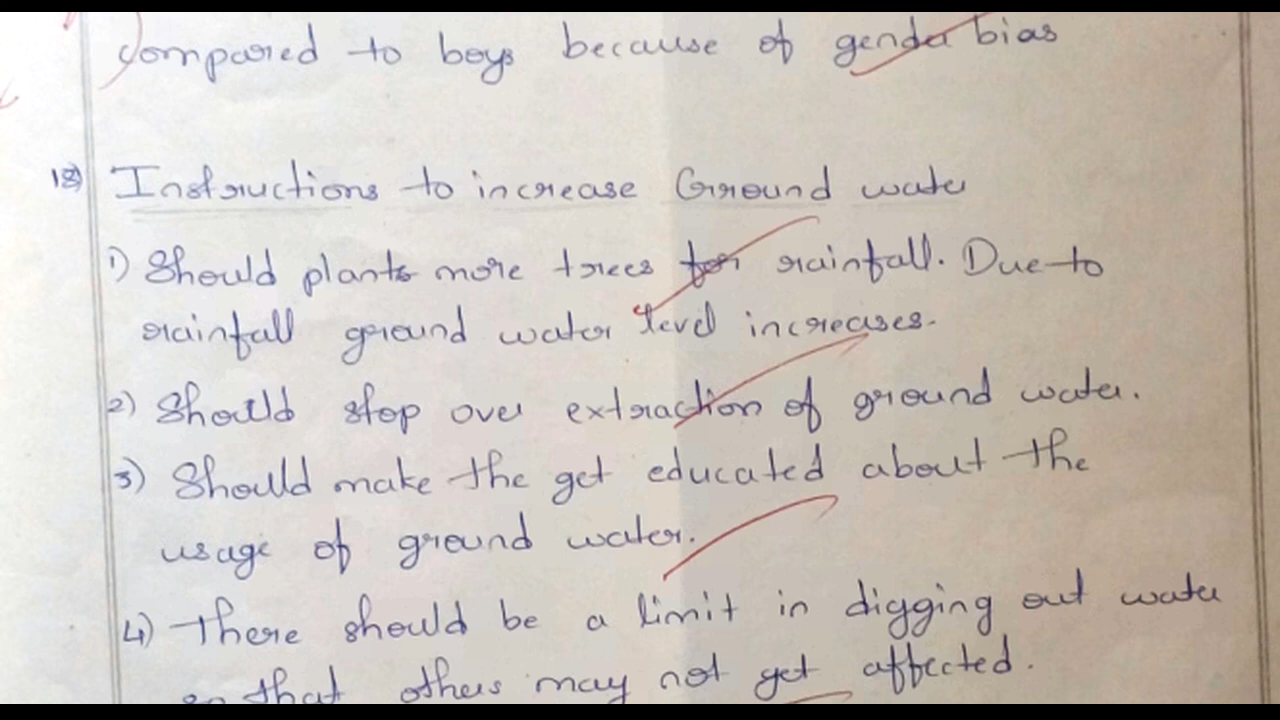 compared to boys because of gender bias
18) Instructions to increase Ground water
1) Should plants more trees for rainfall. Due to
rainfall ground water level increases.
2) Should stop over extraction of ground water.
3) Should make the get educated about the
usage of ground water.
4) There should be a limit in digging out water
so that others may not get affected.